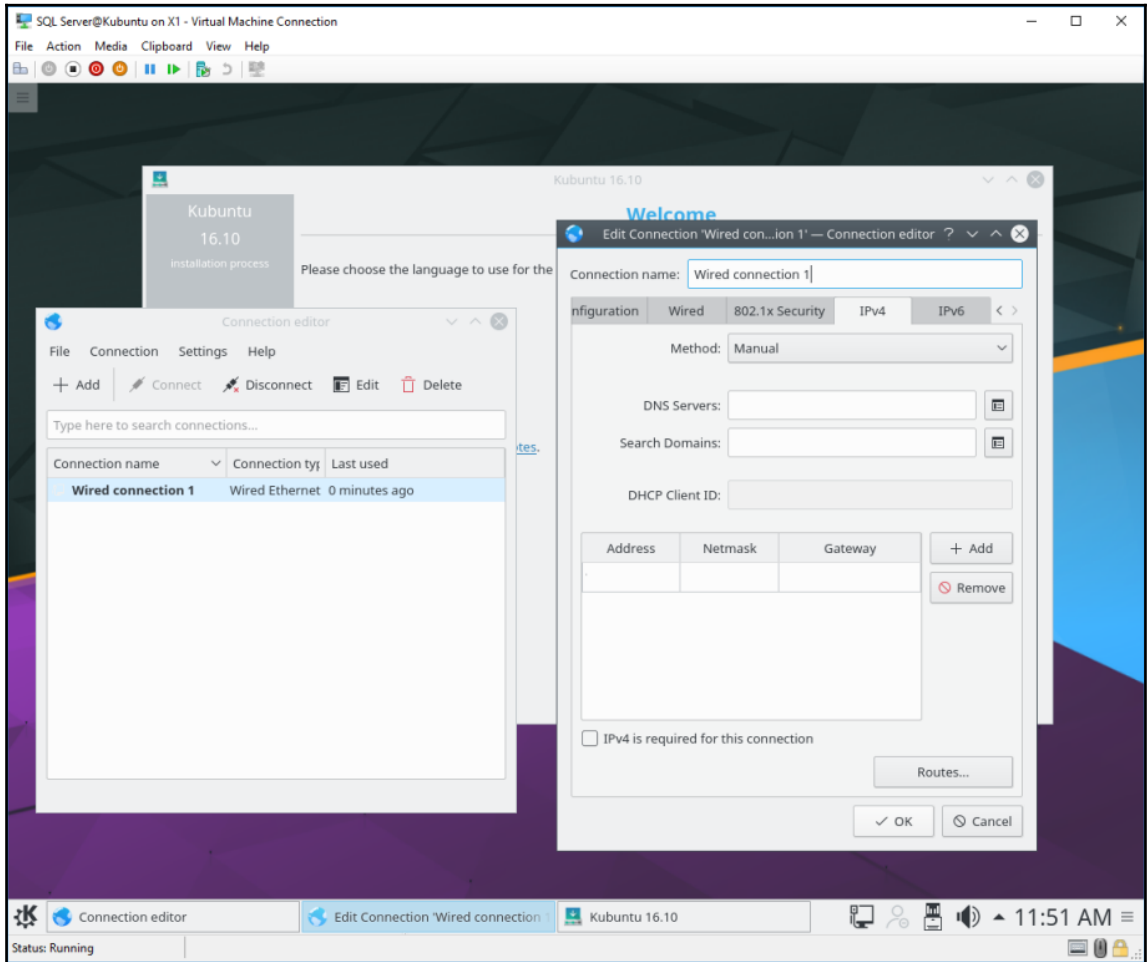 SQL Server@Kubuntu on X1 - Virtual Machine Connection
File Action Media Clipboard View Help
Kubuntu 16.10
Kubuntu
16.10
installation process
Welcome
Please choose the language to use for the
otes.
Connection editor
File Connection Settings Help
Add Connect Disconnect Edit Delete
Type here to search connections...
Connection name Connection typ Last used
Wired connection 1 Wired Ethernet 0 minutes ago
Edit Connection 'Wired con...ion 1' — Connection editor ?
Connection name: Wired connection 1
nfiguration Wired 802.1x Security IPv4 IPv6
Method: Manual
DNS Servers:
Search Domains:
DHCP Client ID:
Address Netmask Gateway
Add
Remove
IPv4 is required for this connection
Routes...
OK Cancel
Connection editor Edit Connection 'Wired connection 1 Kubuntu 16.10 11:51 AM
Status: Running